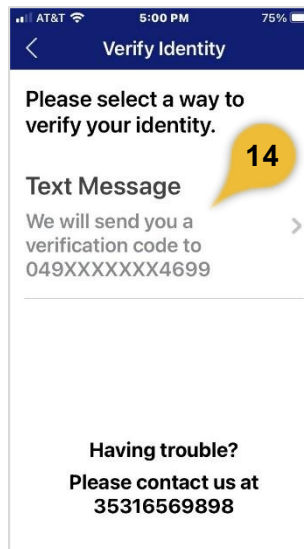 AT&T 5:00 PM 75%
Verify Identity
Please select a way to
verify your identity.
14
Text Message
We will send you a
verification code to
049XXXXXXX4699
Having trouble?
Please contact us at
35316569898